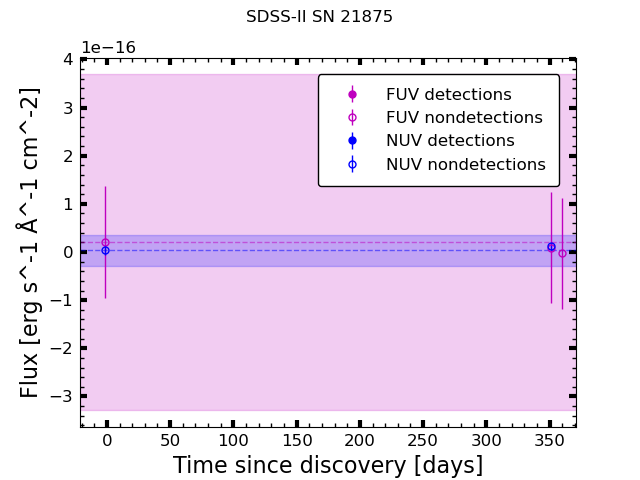 SDSS-II SN 21875
1e−16
4
3
2
1
0
−1
−2
−3
Flux [erg s^-1 Å^-1 cm^-2]
FUV detections
FUV nondetections
NUV detections
NUV nondetections
0 50 100 150 200 250 300 350
Time since discovery [days]